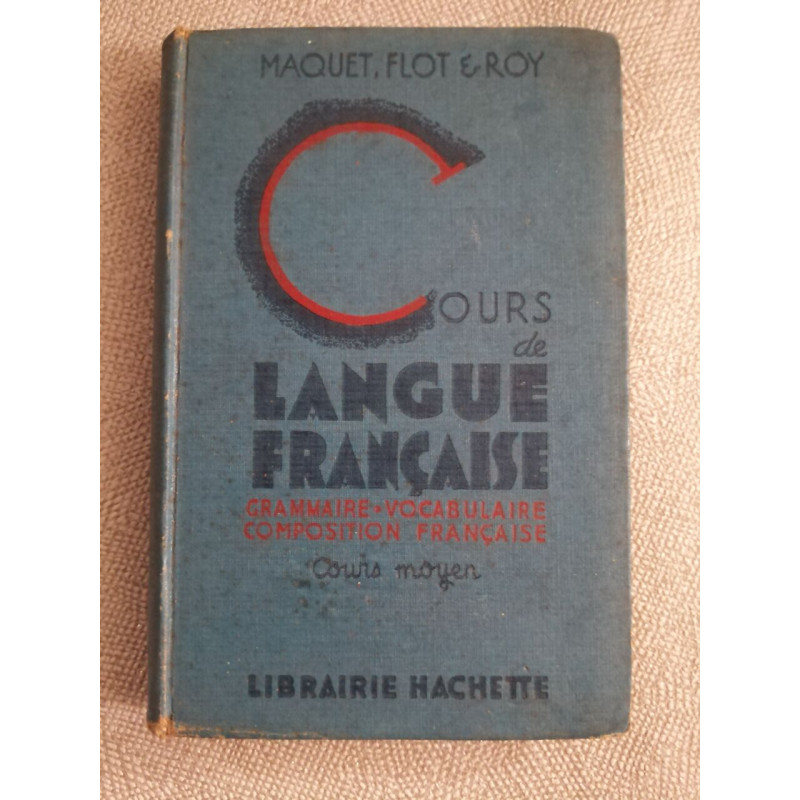 MAQUET, FLOT & ROY
COURS
de
LANGUE
FRANÇAISE
GRAMMAIRE • VOCABULAIRE
COMPOSITION FRANÇAISE
Cours moyen
LIBRAIRIE HACHETTE